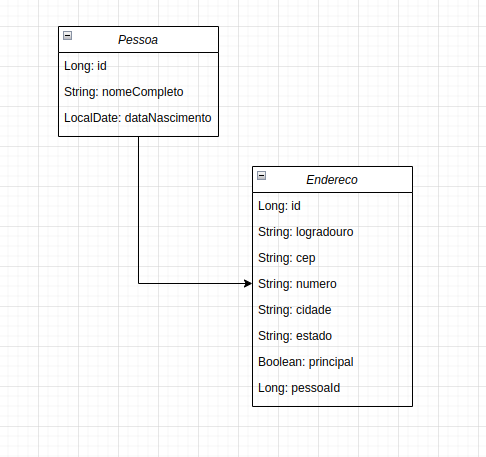 Pessoa
Long: id
String: nomeCompleto
LocalDate: dataNascimento
Endereco
Long: id
String: logradouro
String: cep
String: numero
String: cidade
String: estado
Boolean: principal
Long: pessoaId